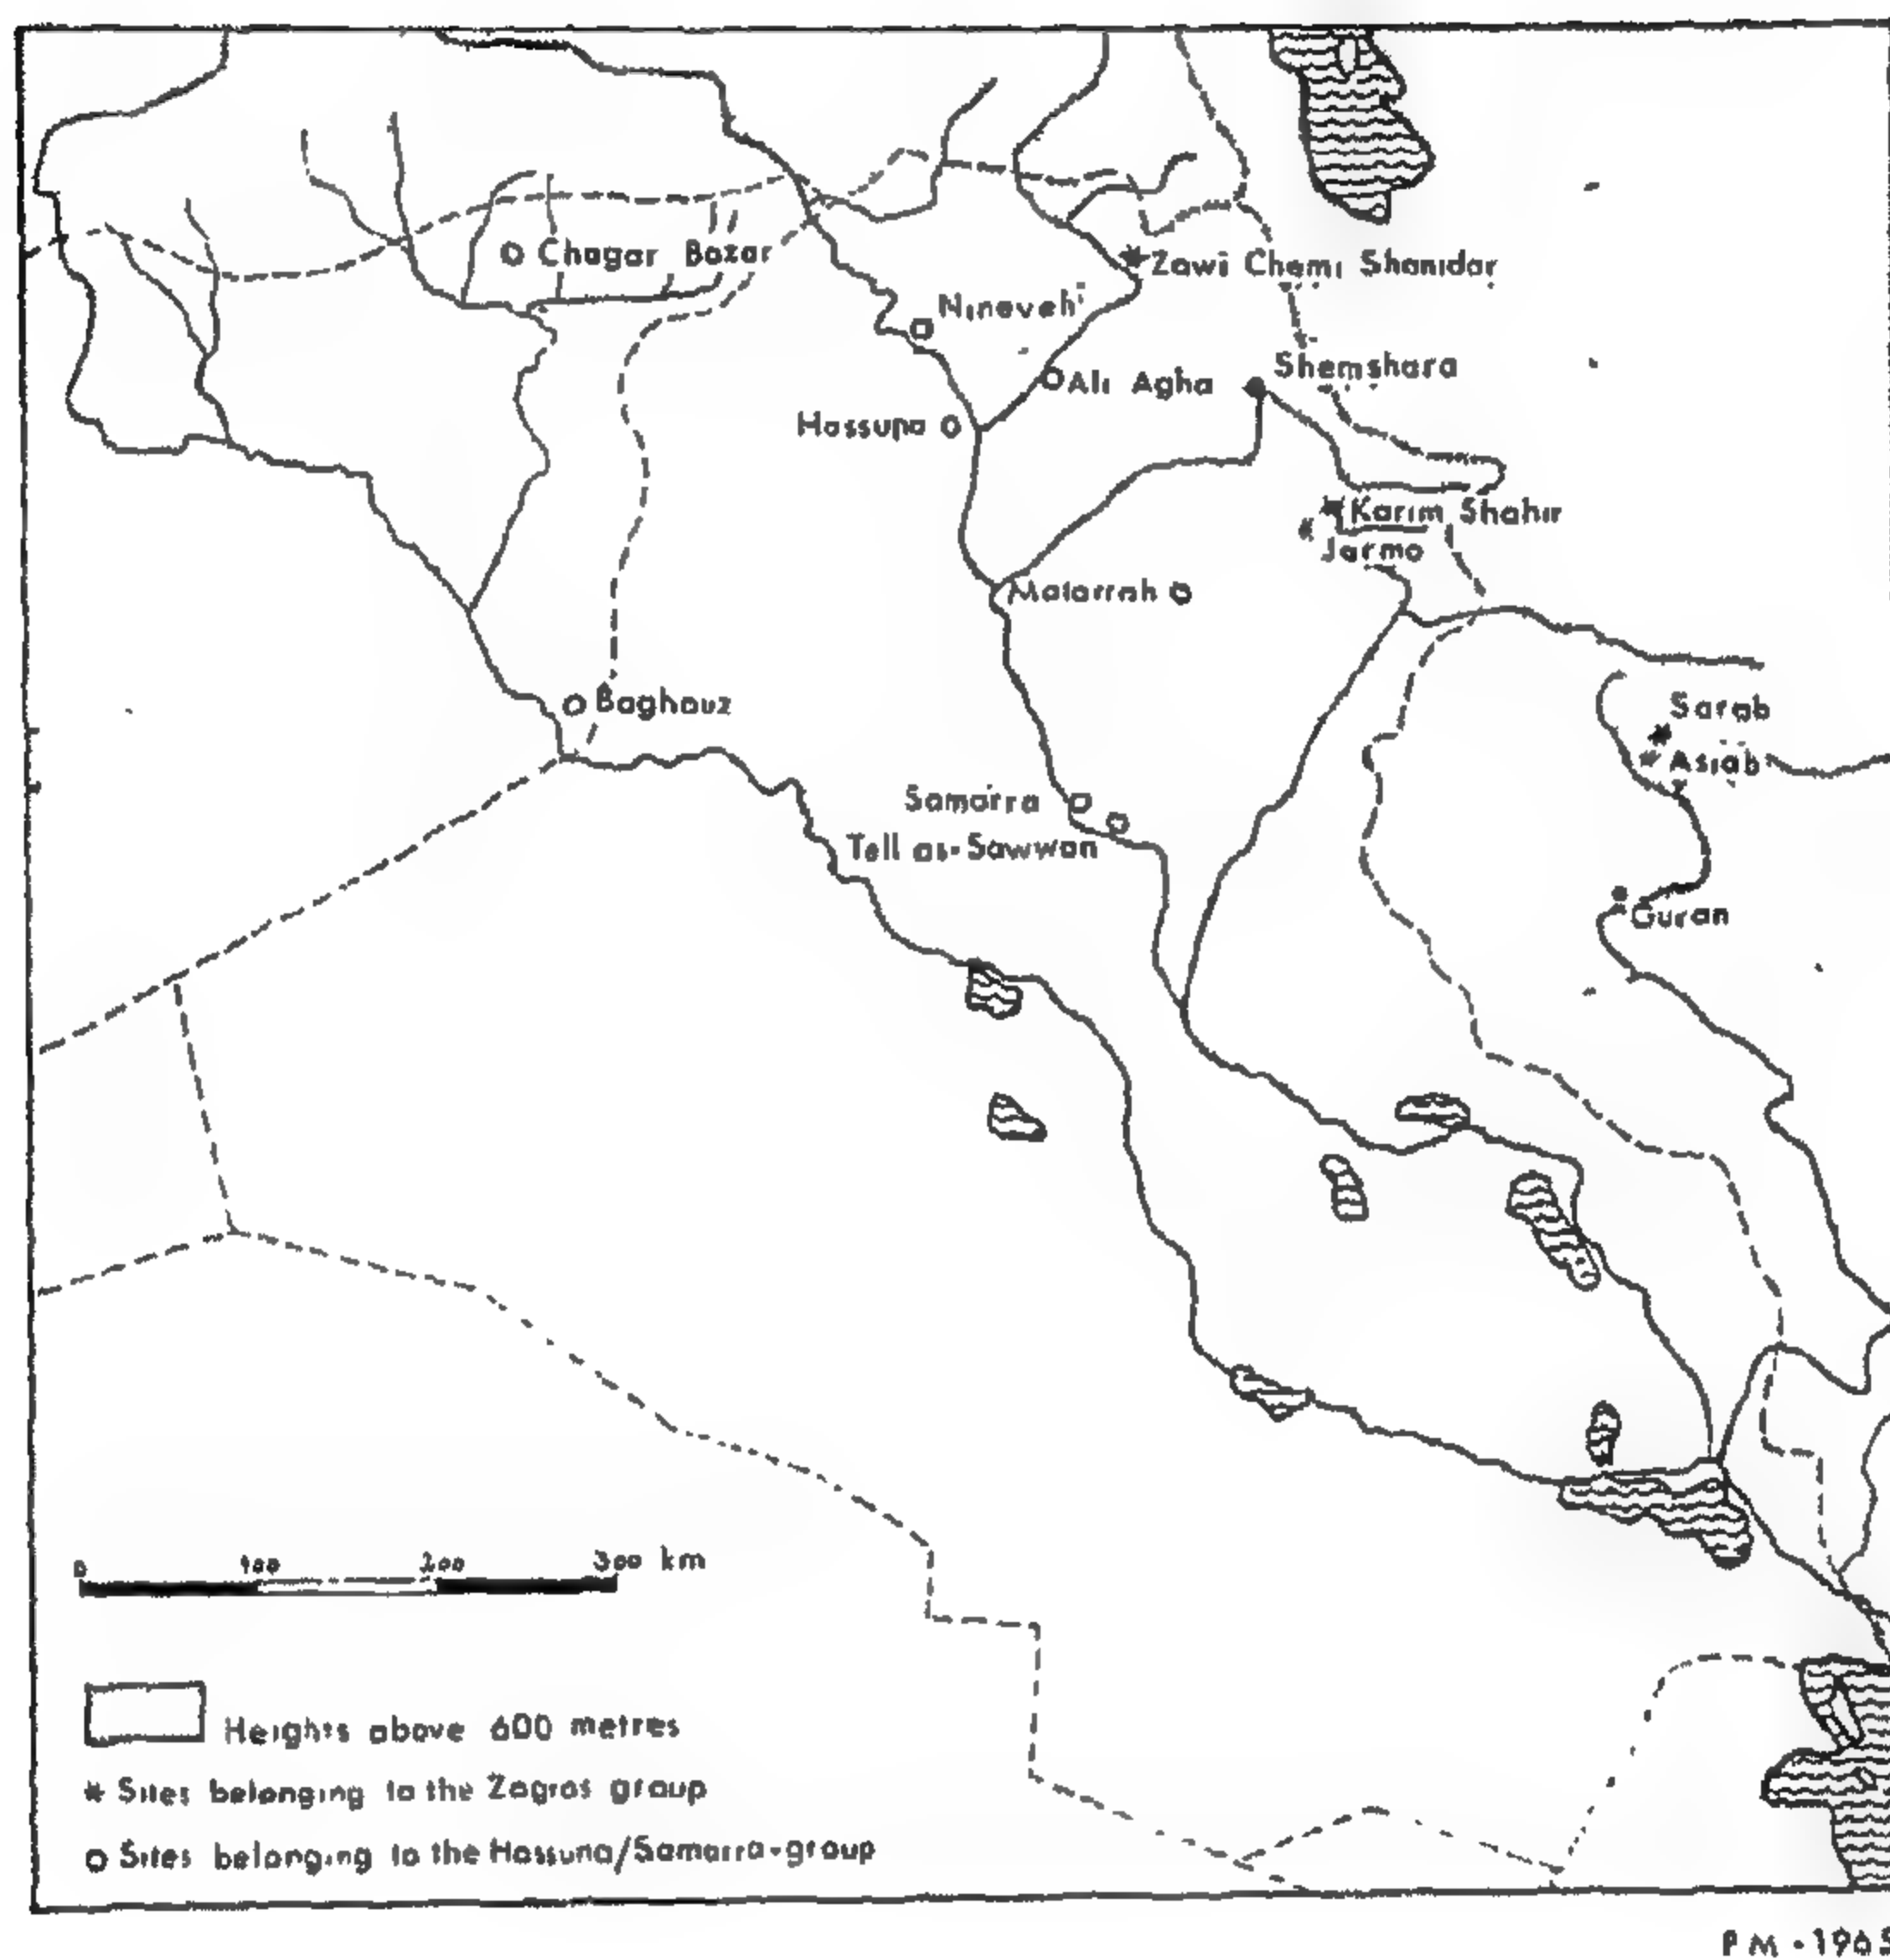 Chagar Bazar
Zawi Chemi Shanidar
Nineveh
Shemshara
Ali Agha
Hassuna
Karim Shahir
Jarmo
Matarrah
Baghouz
Sarab
Asiab
Samarra
Tell as-Sawwan
Guran
0 100 200 300 km
Heights above 600 metres
* Sites belonging to the Zagros group
o Sites belonging to the Hassuna/Samarra-group
PM-1965